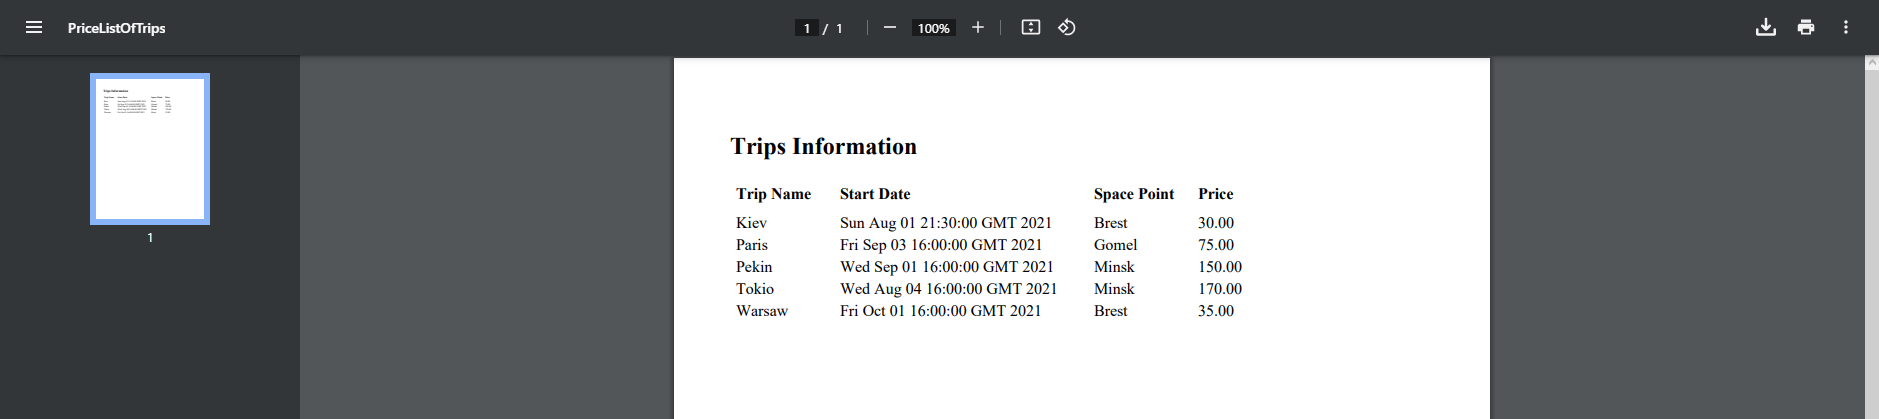 PriceListOfTrips
1 / 1
100%
1
Trips Information
Trip Name Start Date Space Point Price
Kiev Sun Aug 01 21:30:00 GMT 2021 Brest 30.00
Paris Fri Sep 03 16:00:00 GMT 2021 Gomel 75.00
Pekin Wed Sep 01 16:00:00 GMT 2021 Minsk 150.00
Tokio Wed Aug 04 16:00:00 GMT 2021 Minsk 170.00
Warsaw Fri Oct 01 16:00:00 GMT 2021 Brest 35.00